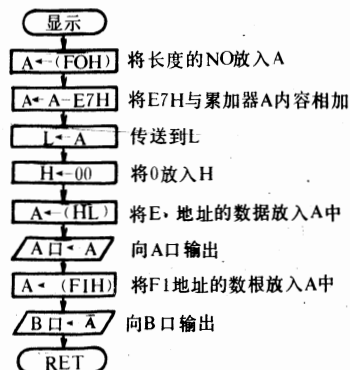 显示
A←(FOH) 将长度的NO放入A
A←A-E7H 将E7H与累加器A内容相加
L←A 传送到L
H←00 将0放入H
A←(HL) 将E，地址的数据放入A中
A口←A 向A口输出
A← (F1H) 将F1地址的数根放入A中
B口←Ā 向B口输出
RET